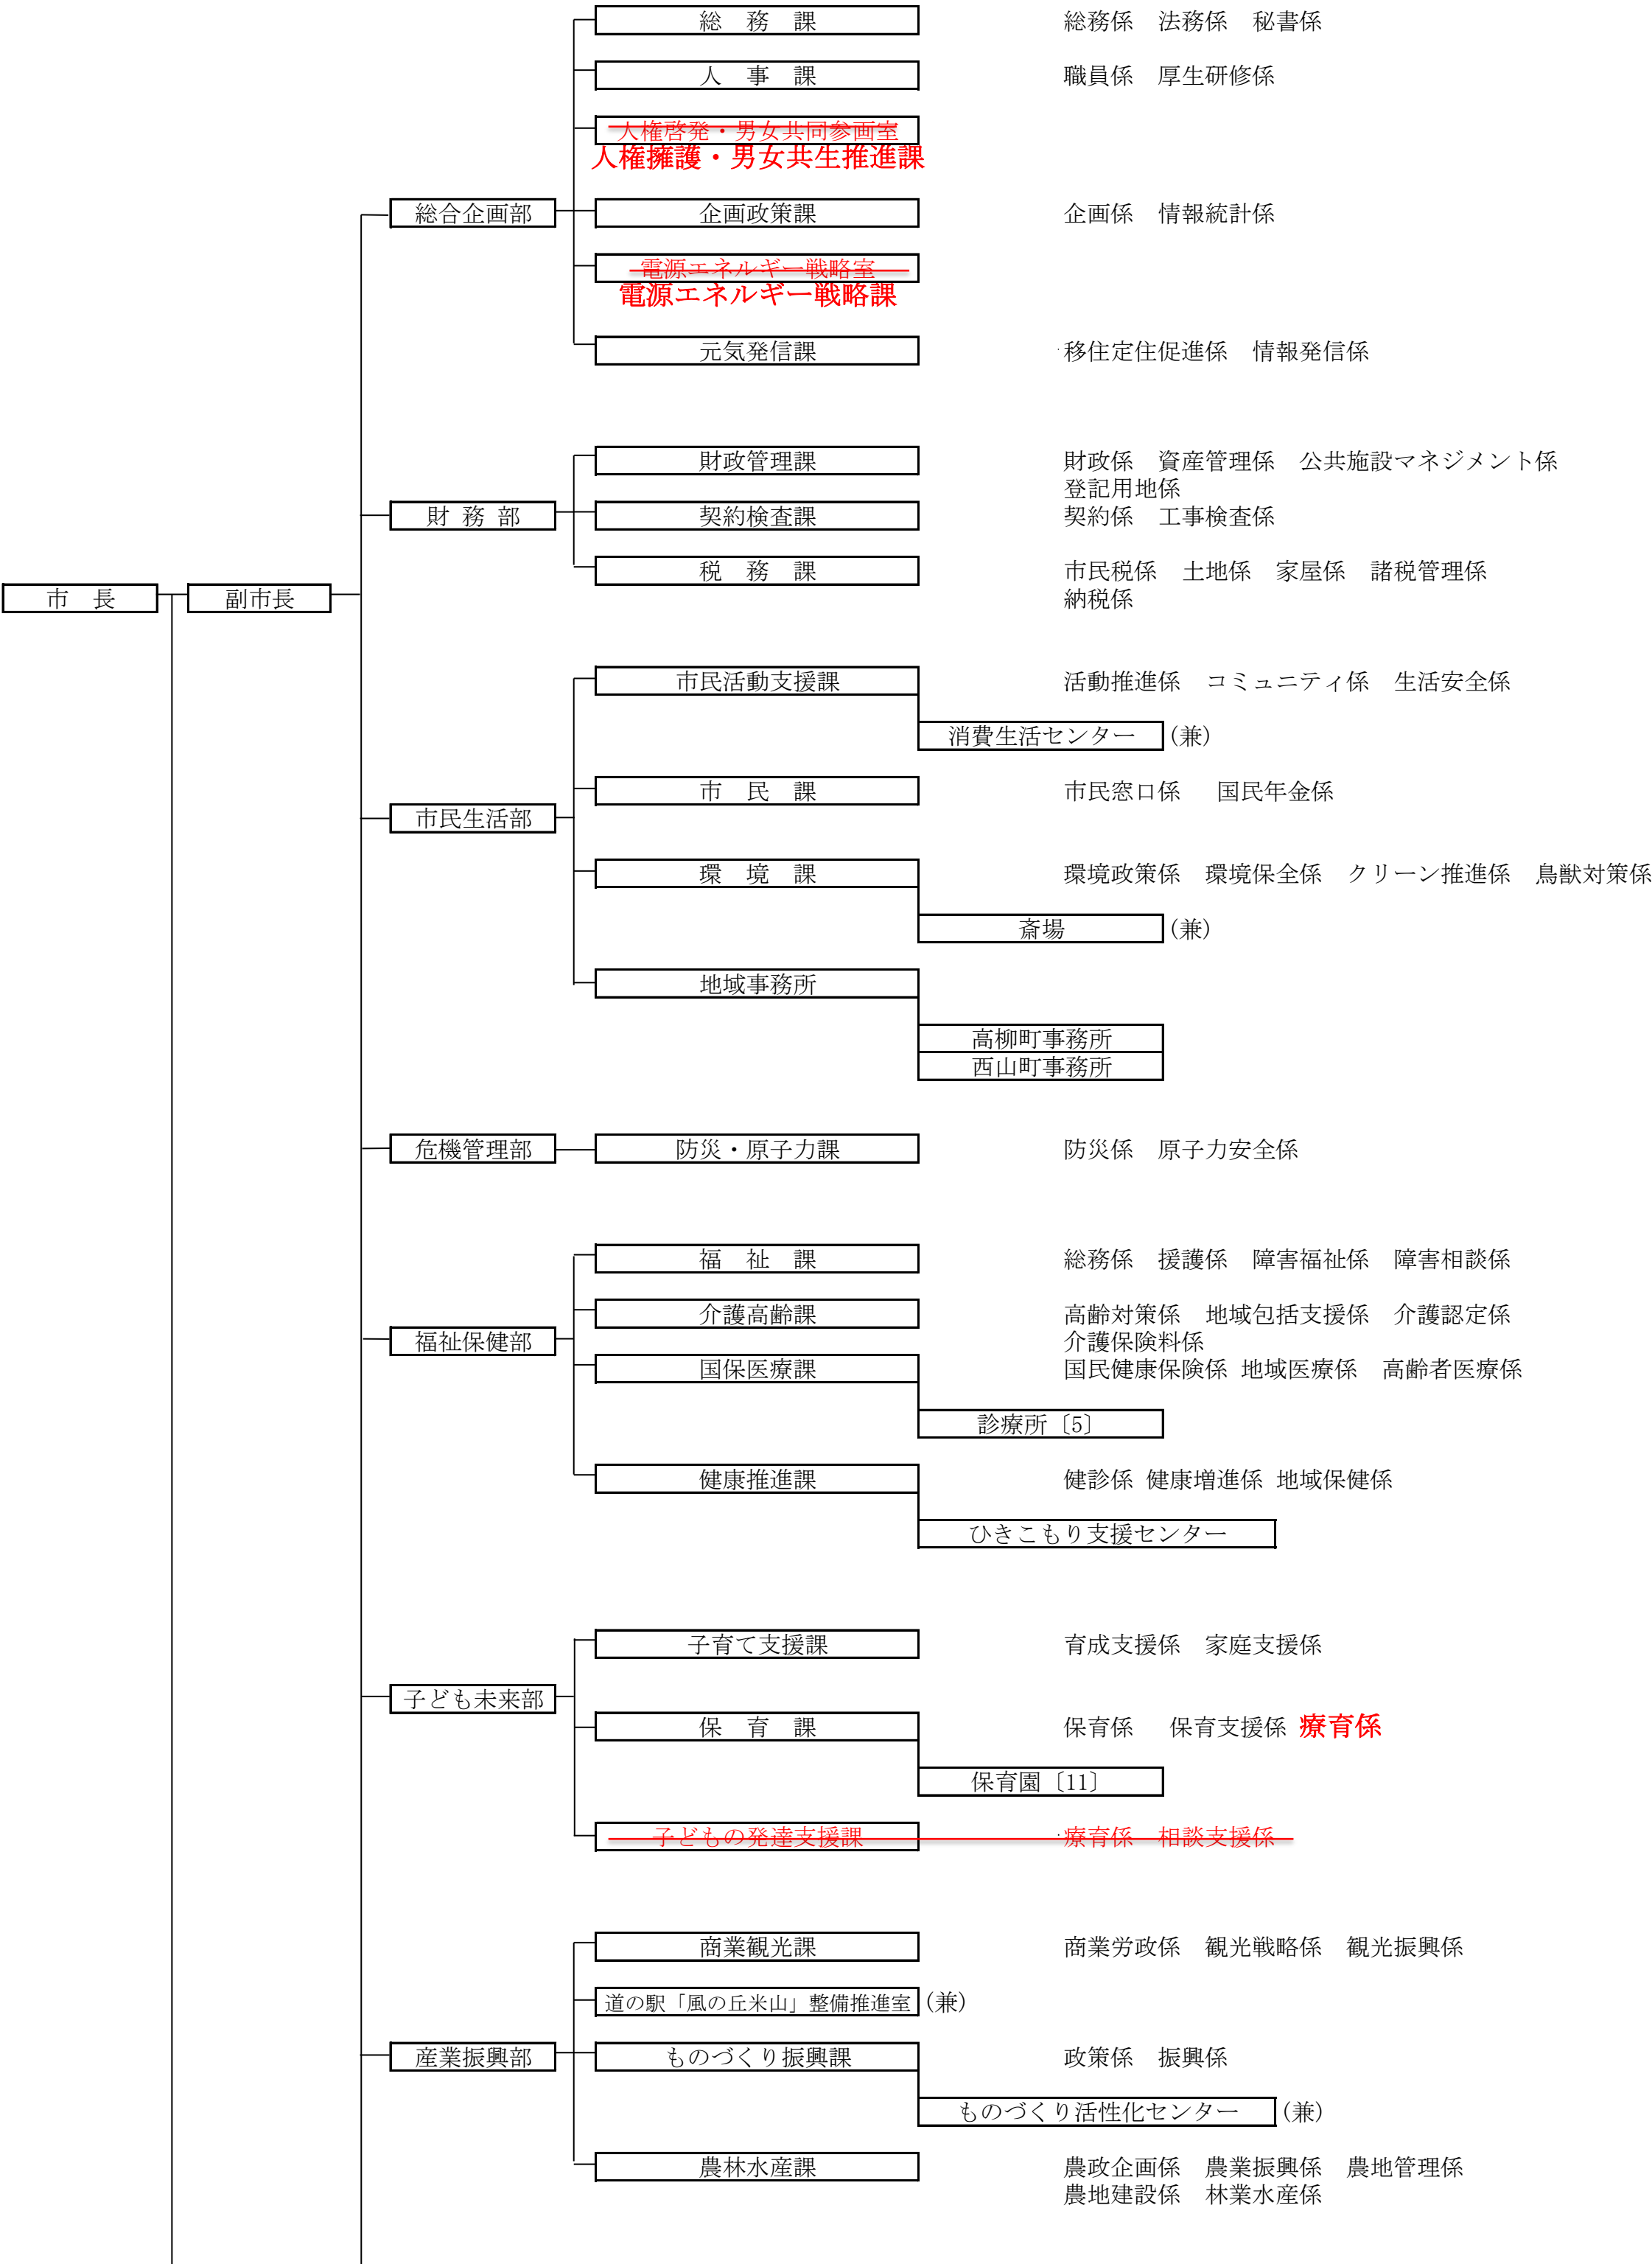 総　務　課　総務係　法務係　秘書係
人　事　課　職員係　厚生研修係
人権啓発・男女共同参画室
人権擁護・男女共生推進課
総合企画部　企画政策課　企画係　情報統計係
電源エネルギー戦略室
電源エネルギー戦略課
元気発信課　移住定住促進係　情報発信係
財政管理課　財政係　資産管理係　公共施設マネジメント係
登記用地係
財 務 部　契約検査課　契約係　工事検査係
税　務　課　市民税係　土地係　家屋係　諸税管理係
市　長　副市長　納税係
市民活動支援課　活動推進係　コミュニティ係　生活安全係
消費生活センター（兼）
市　民　課　市民窓口係　国民年金係
市民生活部
環　境　課　環境政策係　環境保全係　クリーン推進係　鳥獣対策係
斎場（兼）
地域事務所
高柳町事務所
西山町事務所
危機管理部　防災・原子力課　防災係　原子力安全係
福　祉　課　総務係　援護係　障害福祉係　障害相談係
介護高齢課　高齢対策係　地域包括支援係　介護認定係
福祉保健部　介護保険料係
国保医療課　国民健康保険係 地域医療係　高齢者医療係
診療所〔5〕
健康推進課　健診係 健康増進係 地域保健係
ひきこもり支援センター
子育て支援課　育成支援係　家庭支援係
子ども未来部
保　育　課　保育係　保育支援係 療育係
保育園〔11〕
子どもの発達支援課　療育係　相談支援係
商業観光課　商業労政係　観光戦略係　観光振興係
道の駅「風の丘米山」整備推進室（兼）
産業振興部　ものづくり振興課　政策係　振興係
ものづくり活性化センター（兼）
農林水産課　農政企画係　農業振興係　農地管理係
農地建設係　林業水産係